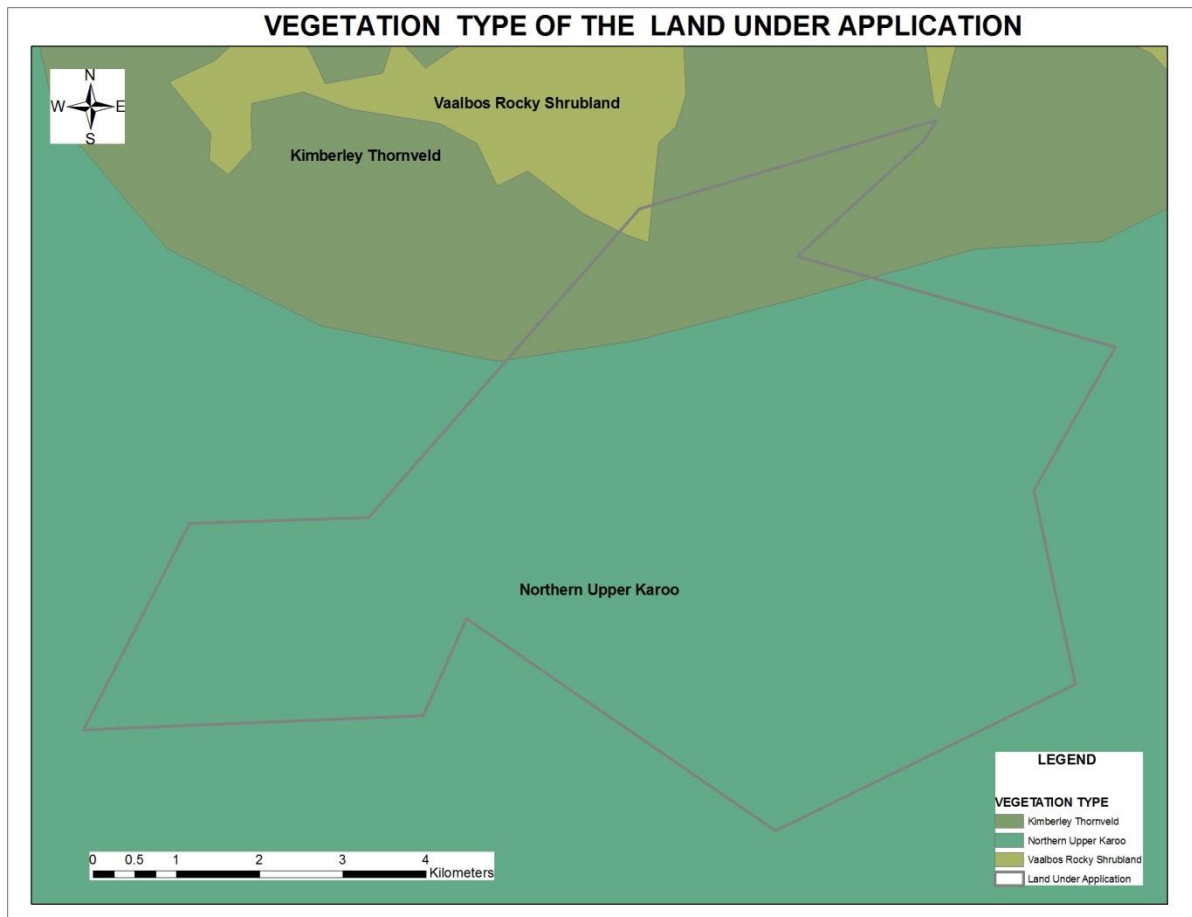 VEGETATION TYPE OF THE LAND UNDER APPLICATION
N
W E
S
Vaalbos Rocky Shrubland
Kimberley Thornveld
Northern Upper Karoo
LEGEND
VEGETATION TYPE
Kimberley Thornveld
Northern Upper Karoo
Vaalbos Rocky Shrubland
Land Under Application
0 0.5 1 2 3 4
Kilometers